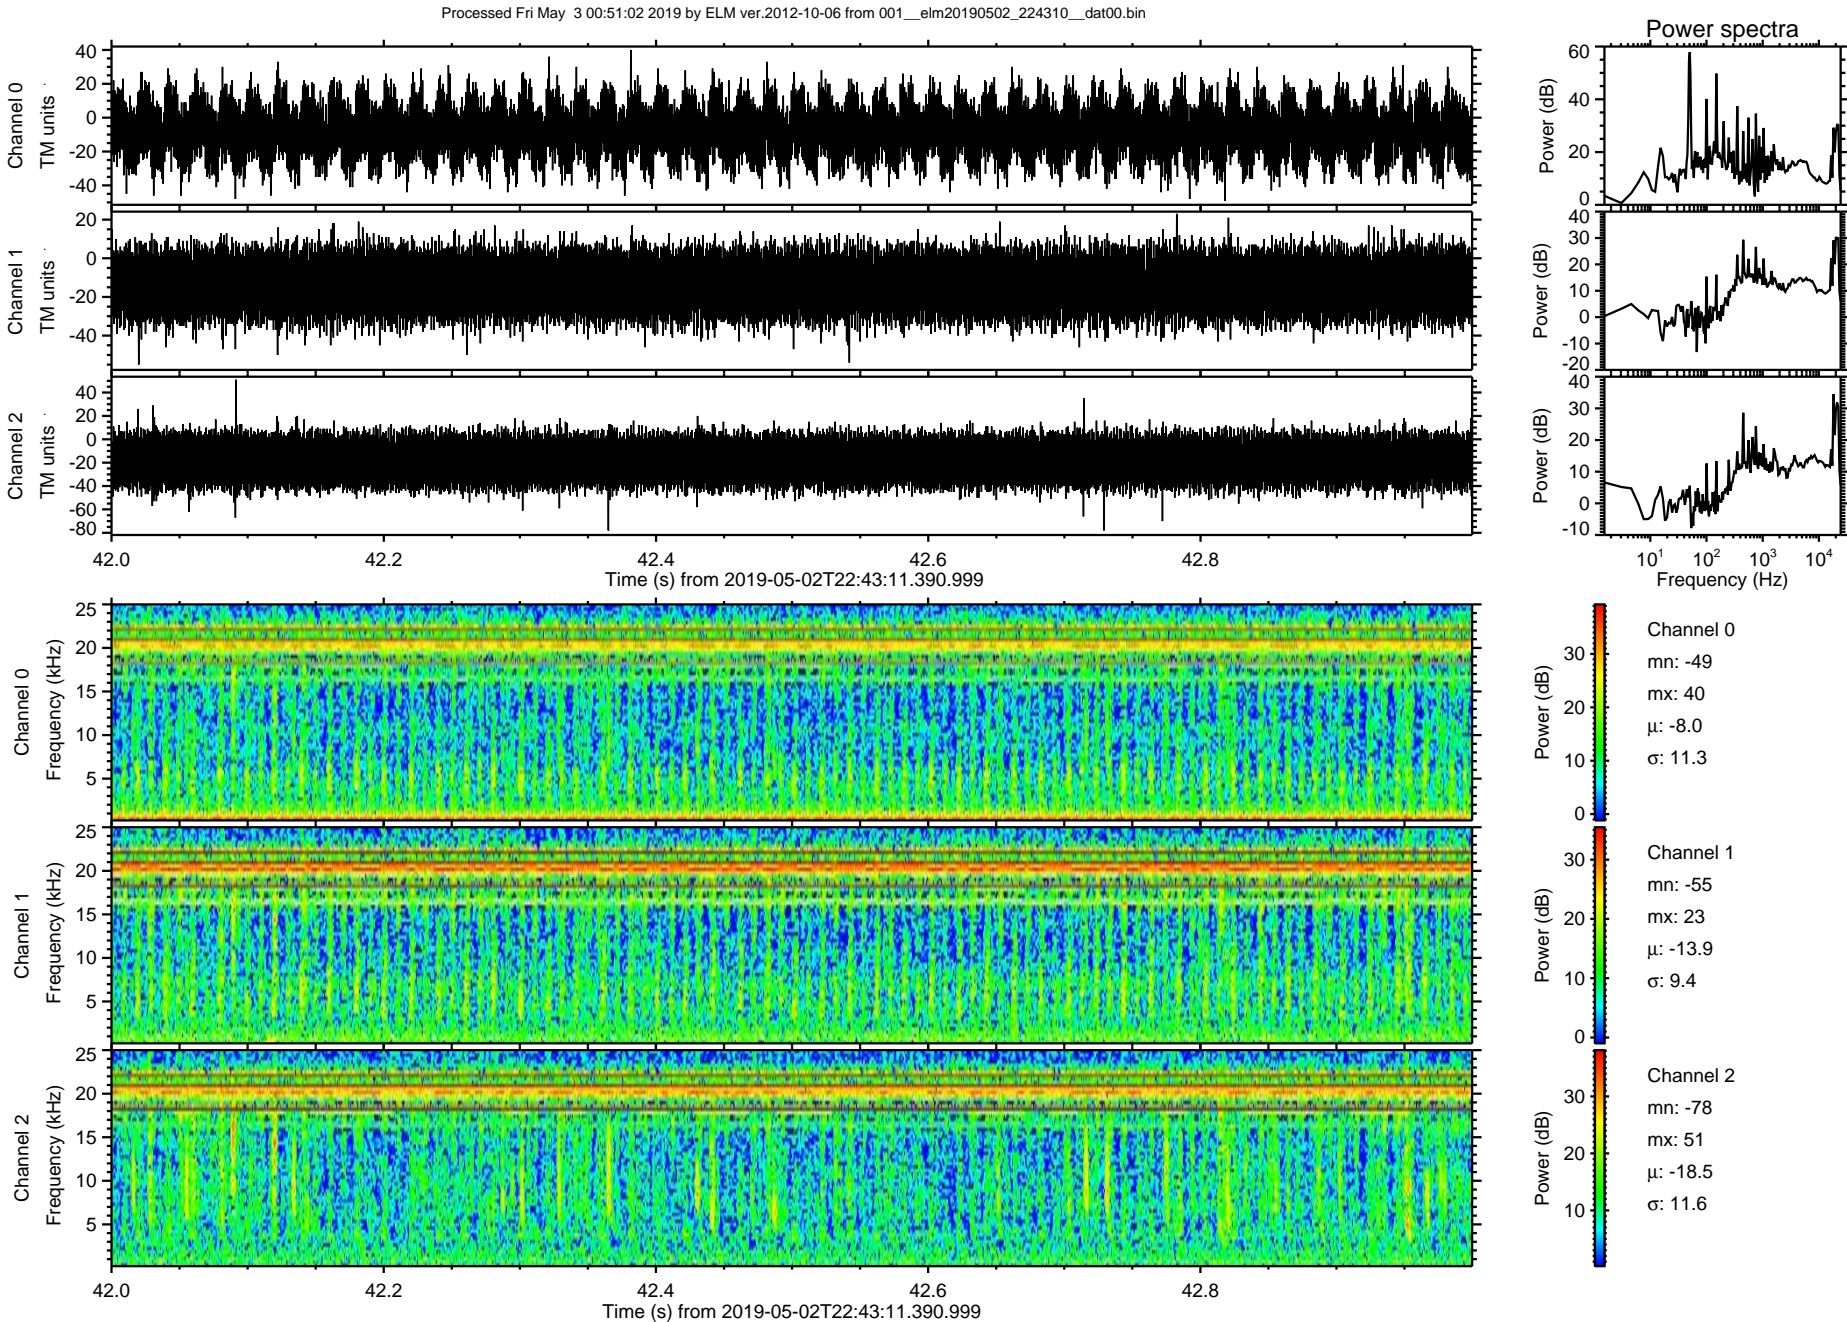 Processed Fri May  3 00:51:02 2019 by ELM ver.2012-10-06 from 001__elm20190502_224310__dat00.bin
Power spectra
Channel 0
TM units
40
20
0
-20
-40
Power (dB)
60
40
20
0
Channel 1
TM units
20
0
-20
-40
Power (dB)
40
30
20
10
0
-10
-20
Channel 2
TM units
40
20
0
-20
-40
-60
-80
Power (dB)
40
30
20
10
0
-10
42.0 42.2 42.4 42.6 42.8
Time (s) from 2019-05-02T22:43:11.390.999
10^1 10^2 10^3 10^4
Frequency (Hz)
Channel 0
Frequency (kHz)
25
20
15
10
5
Power (dB)
30
20
10
0
Channel 0
mn: -49
mx: 40
μ: -8.0
σ: 11.3
Channel 1
Frequency (kHz)
25
20
15
10
5
Power (dB)
30
20
10
0
Channel 1
mn: -55
mx: 23
μ: -13.9
σ: 9.4
Channel 2
Frequency (kHz)
25
20
15
10
5
Power (dB)
30
20
10
Channel 2
mn: -78
mx: 51
μ: -18.5
σ: 11.6
42.0 42.2 42.4 42.6 42.8
Time (s) from 2019-05-02T22:43:11.390.999